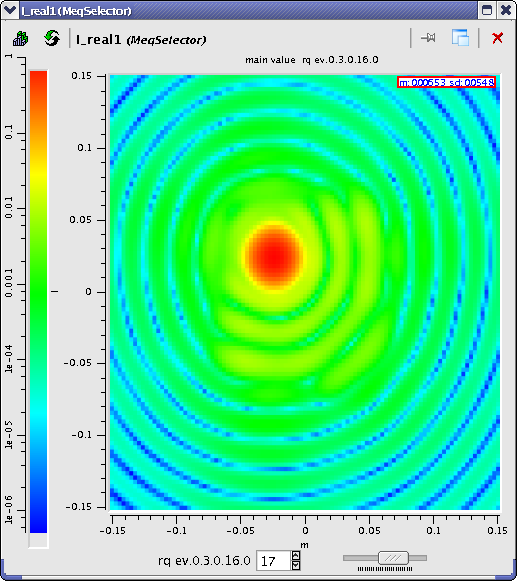 I_real1 (MeqSelector)
I_real1 (MeqSelector)
main value rq ev.0.3.0.16.0
m:.000553 sd:.00548
1
0.1
0.01
0.001
1e-04
1e-05
1e-06
0.15
0.1
0.05
0
-0.05
-0.1
-0.15
-0.15 -0.1 -0.05 0 0.05 0.1 0.15
m
rq ev.0.3.0.16.0 17